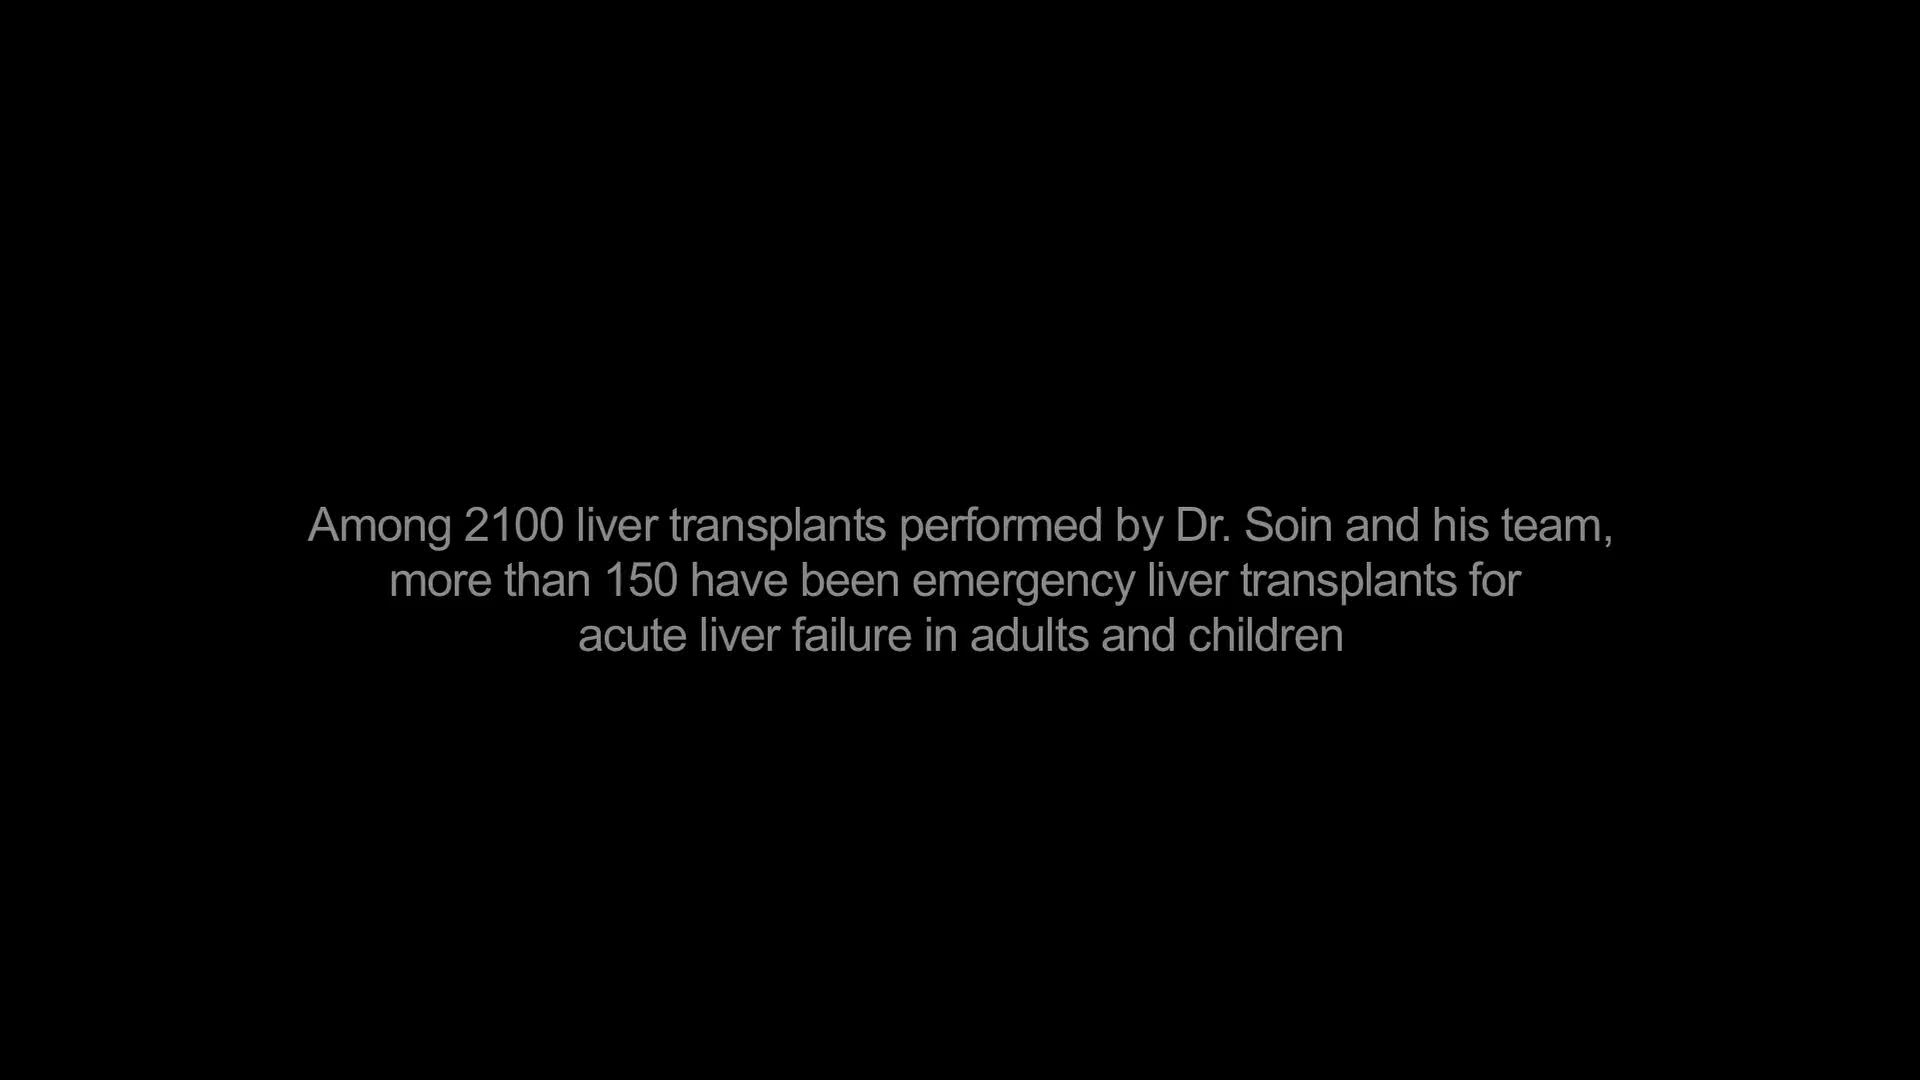 Among 2100 liver transplants performed by Dr. Soin and his team,
more than 150 have been emergency liver transplants for
acute liver failure in adults and children